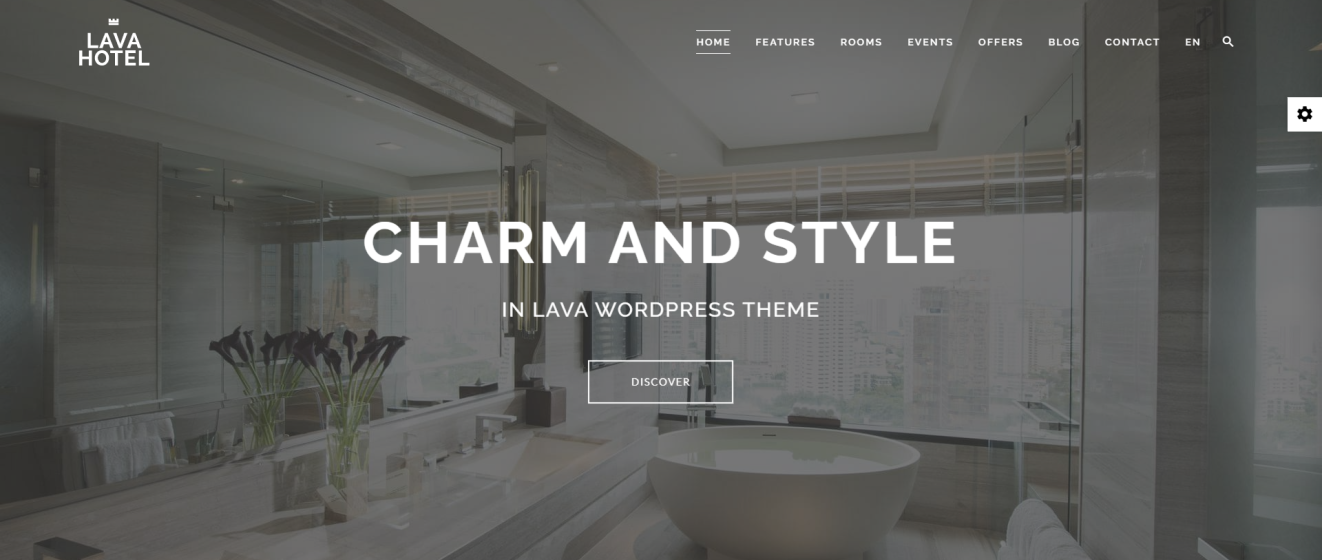 LAVA
HOTEL
HOME FEATURES ROOMS EVENTS OFFERS BLOG CONTACT EN
CHARM AND STYLE
IN LAVA WORDPRESS THEME
DISCOVER